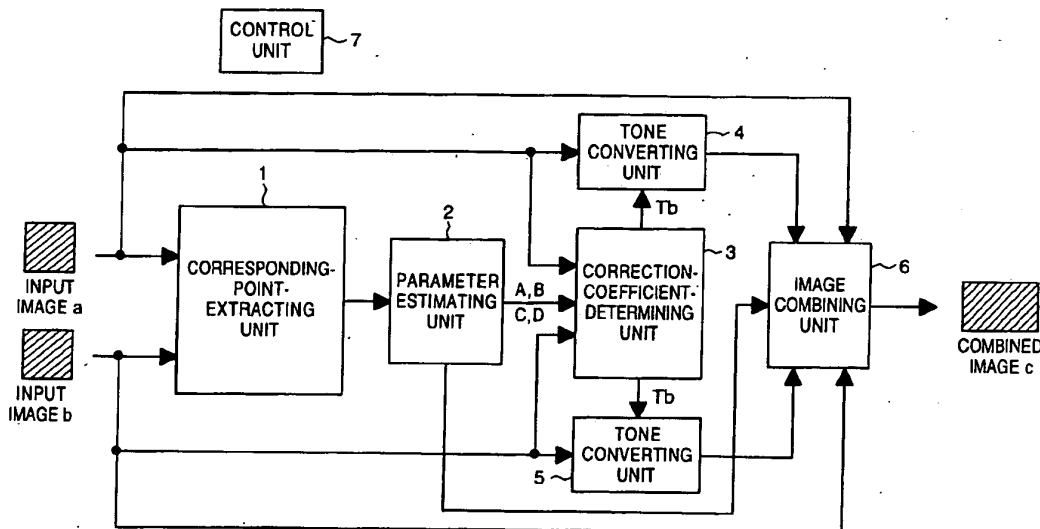 CONTROL
UNIT
7
TONE
CONVERTING
UNIT
4
1
2
Tb
3
6
INPUT
IMAGE a
CORRESPONDING-
POINT-
EXTRACTING
UNIT
PARAMETER
ESTIMATING
UNIT
A,B
C,D
CORRECTION-
COEFFICIENT-
DETERMINING
UNIT
IMAGE
COMBINING
UNIT
COMBINED
IMAGE c
INPUT
IMAGE b
Tb
TONE
CONVERTING
UNIT
5